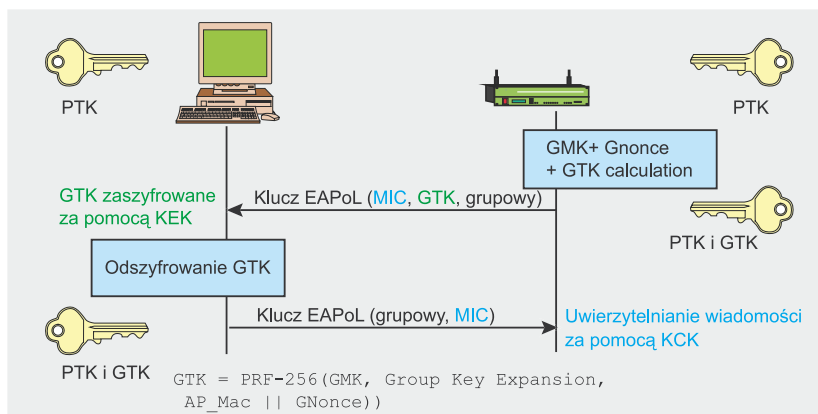 PTK
PTK
GMK+ Gnonce
+ GTK calculation
GTK zaszyfrowane
za pomocą KEK
Klucz EAPoL (MIC, GTK, grupowy)
PTK i GTK
Odszyfrowanie GTK
Klucz EAPoL (grupowy, MIC)
Uwierzytelnianie wiadomości
za pomocą KCK
PTK i GTK
GTK = PRF-256(GMK, Group Key Expansion,
AP_Mac || GNonce))